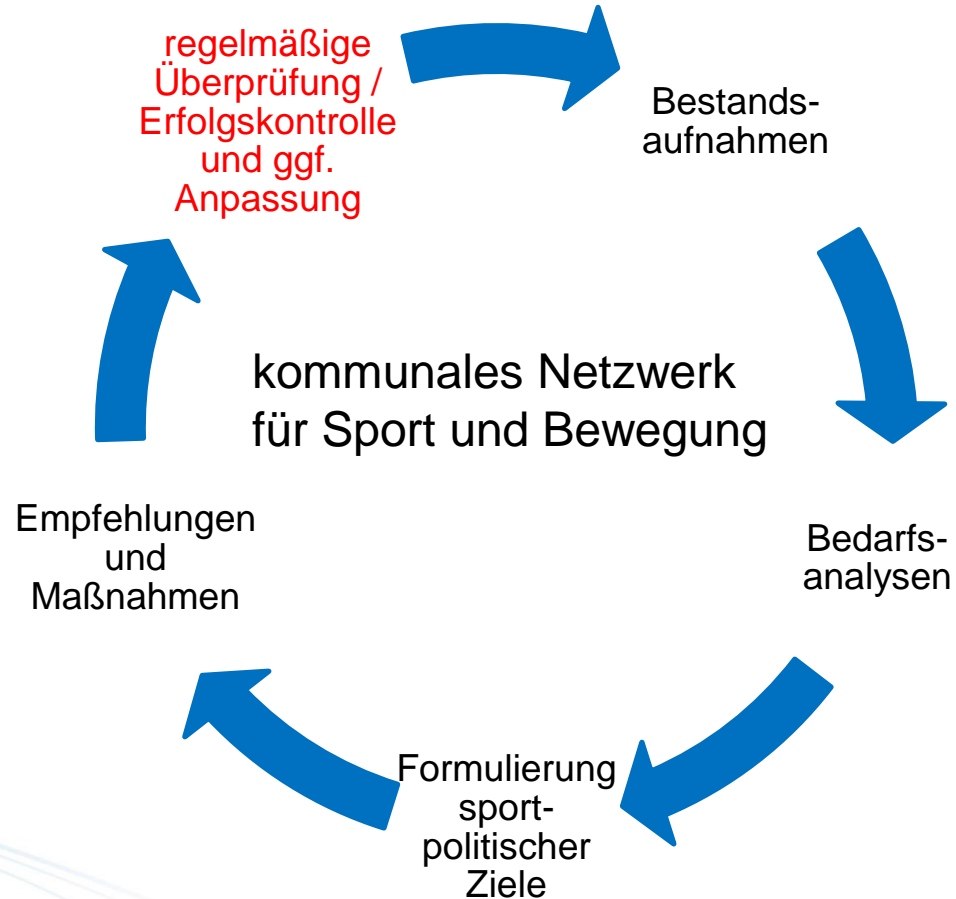 regelmäßige
Überprüfung /
Erfolgskontrolle
und ggf.
Anpassung
Bestands-
aufnahmen
kommunales Netzwerk
für Sport und Bewegung
Bedarfs-
analysen
Formulierung
sport-
politischer
Ziele
Empfehlungen
und
Maßnahmen